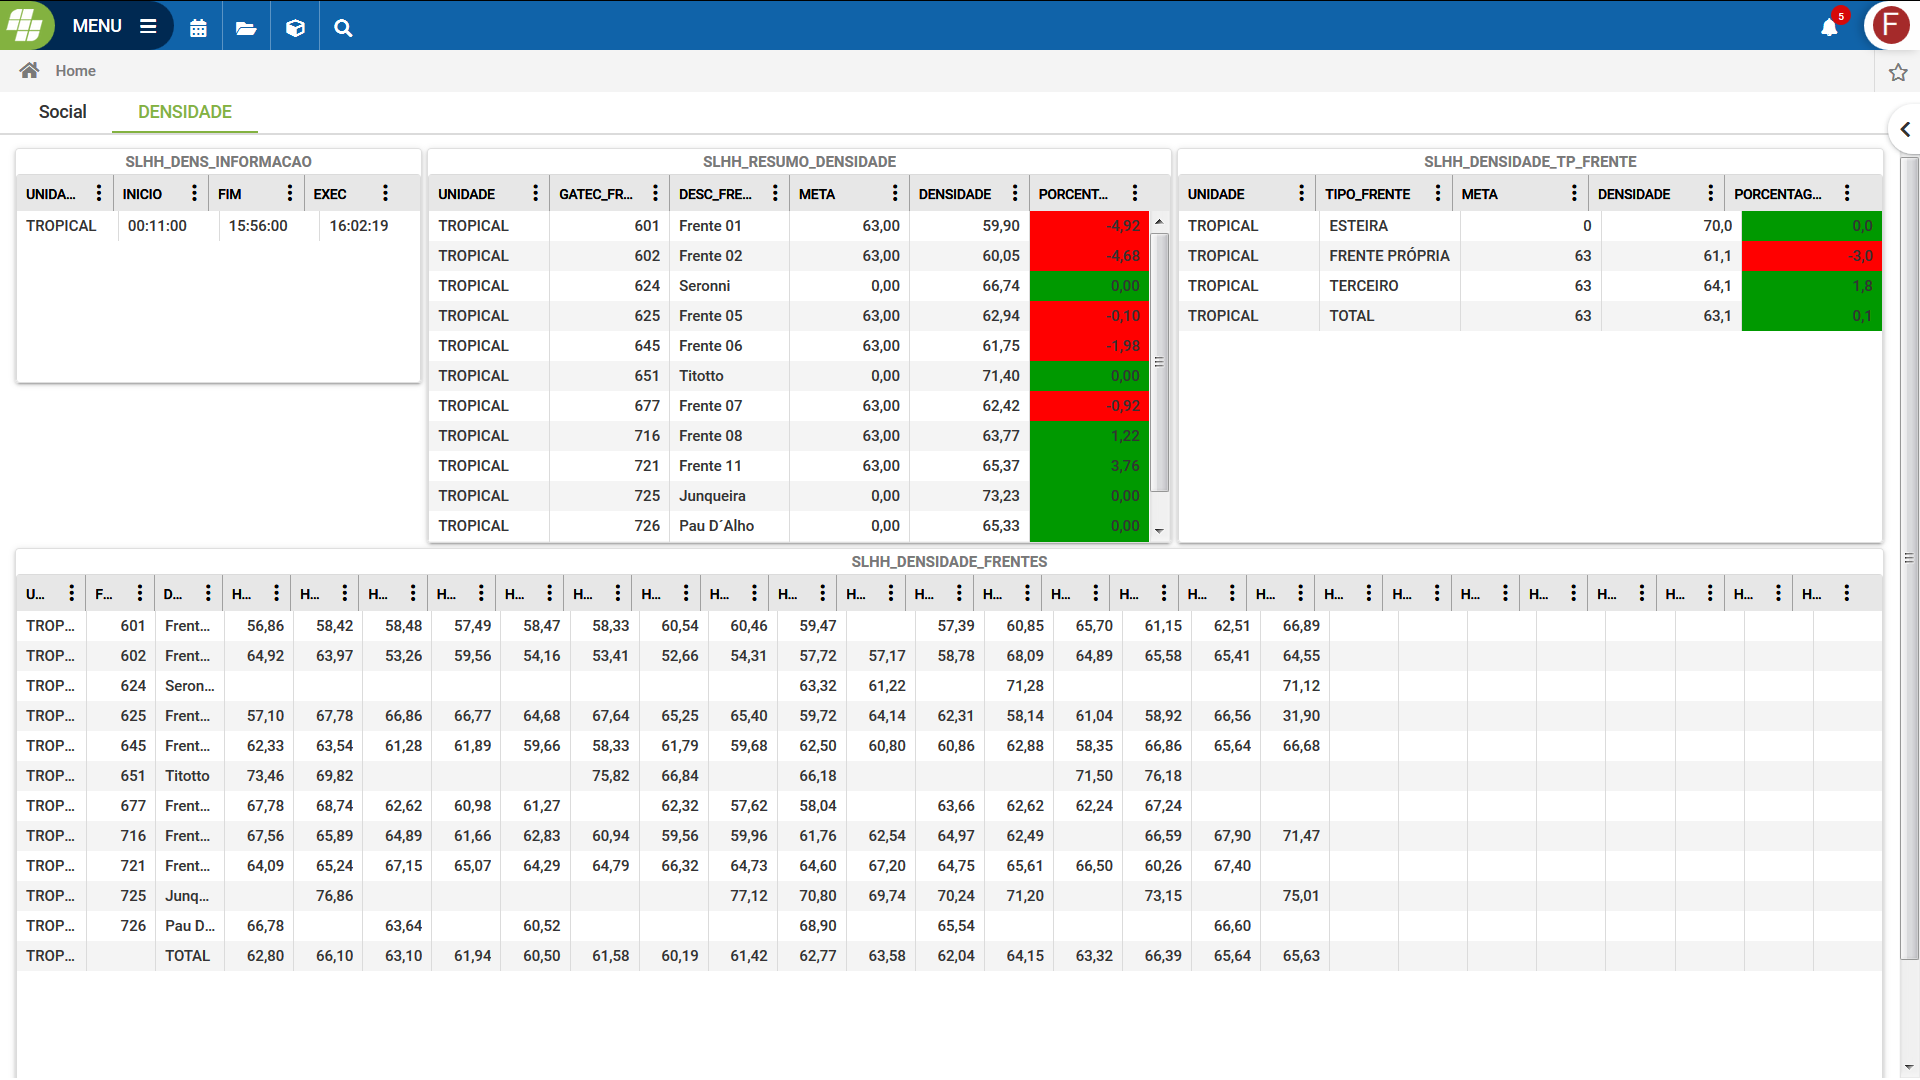 MENU
5
F
Home
Social DENSIDADE
SLHH_DENS_INFORMACAO
UNIDA... INICIO FIM EXEC
TROPICAL 00:11:00 15:56:00 16:02:19
SLHH_RESUMO_DENSIDADE
UNIDADE GATEC_FR... DESC_FRE... META DENSIDADE PORCENT...
TROPICAL 601 Frente 01 63,00 59,90 -4,92
TROPICAL 602 Frente 02 63,00 60,05 -4,68
TROPICAL 624 Seronni 0,00 66,74 0,00
TROPICAL 625 Frente 05 63,00 62,94 -0,10
TROPICAL 645 Frente 06 63,00 61,75 -1,98
TROPICAL 651 Titotto 0,00 71,40 0,00
TROPICAL 677 Frente 07 63,00 62,42 -0,92
TROPICAL 716 Frente 08 63,00 63,77 1,22
TROPICAL 721 Frente 11 63,00 65,37 3,76
TROPICAL 725 Junqueira 0,00 73,23 0,00
TROPICAL 726 Pau D´Alho 0,00 65,33 0,00
SLHH_DENSIDADE_TP_FRENTE
UNIDADE TIPO_FRENTE META DENSIDADE PORCENTAG...
TROPICAL ESTEIRA 0 70,0 0,0
TROPICAL FRENTE PRÓPRIA 63 61,1 -3,0
TROPICAL TERCEIRO 63 64,1 1,8
TROPICAL TOTAL 63 63,1 0,1
SLHH_DENSIDADE_FRENTES
U... F... D... H... H... H... H... H... H... H... H... H... H... H... H... H... H... H... H... H... H... H... H... H... H... H... H...
TROP... 601 Frent... 56,86 58,42 58,48 57,49 58,47 58,33 60,54 60,46 59,47 57,39 60,85 65,70 61,15 62,51 66,89
TROP... 602 Frent... 64,92 63,97 53,26 59,56 54,16 53,41 52,66 54,31 57,72 57,17 58,78 68,09 64,89 65,58 65,41 64,55
TROP... 624 Seron... 63,32 61,22 71,28 71,12
TROP... 625 Frent... 57,10 67,78 66,86 66,77 64,68 67,64 65,25 65,40 59,72 64,14 62,31 58,14 61,04 58,92 66,56 31,90
TROP... 645 Frent... 62,33 63,54 61,28 61,89 59,66 58,33 61,79 59,68 62,50 60,80 60,86 62,88 58,35 66,86 65,64 66,68
TROP... 651 Titotto 73,46 69,82 75,82 66,84 66,18 71,50 76,18
TROP... 677 Frent... 67,78 68,74 62,62 60,98 61,27 62,32 57,62 58,04 63,66 62,62 62,24 67,24
TROP... 716 Frent... 67,56 65,89 64,89 61,66 62,83 60,94 59,56 59,96 61,76 62,54 64,97 62,49 66,59 67,90 71,47
TROP... 721 Frent... 64,09 65,24 67,15 65,07 64,29 64,79 66,32 64,73 64,60 67,20 64,75 65,61 66,50 60,26 67,40
TROP... 725 Junq... 76,86 77,12 70,80 69,74 70,24 71,20 73,15 75,01
TROP... 726 Pau D... 66,78 63,64 60,52 68,90 65,54 66,60
TROP... TOTAL 62,80 66,10 63,10 61,94 60,50 61,58 60,19 61,42 62,77 63,58 62,04 64,15 63,32 66,39 65,64 65,63